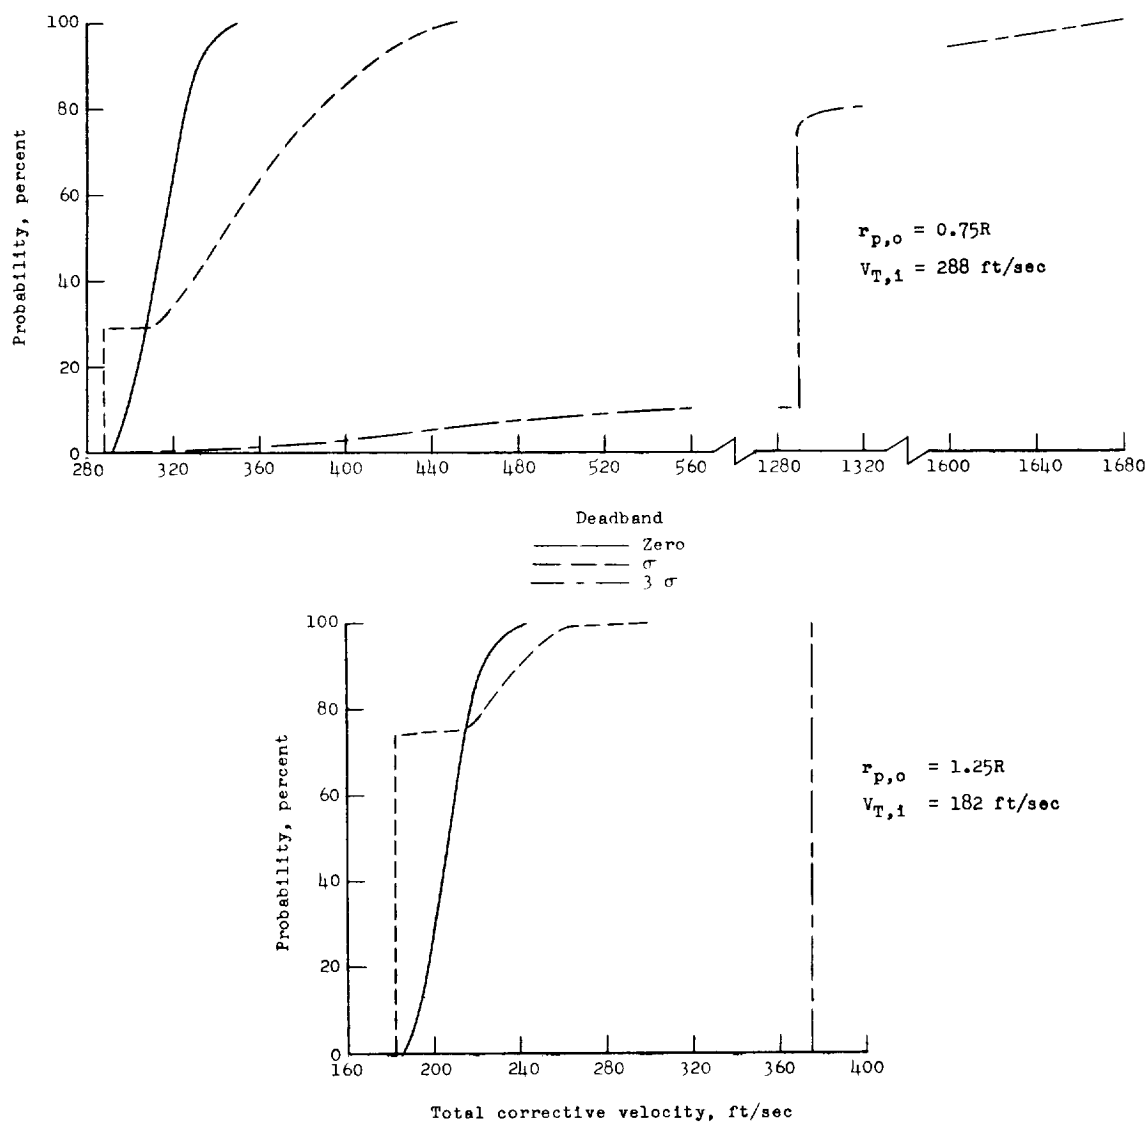 100
80
60
40
20
0
Probability, percent
280 320 360 400 440 480 520 560 1280 1320 1600 1640 1680
r_p,o = 0.75R
V_T,i = 288 ft/sec
Deadband
Zero
σ
3 σ
100
80
60
40
20
0
Probability, percent
160 200 240 280 320 360 400
r_p,o = 1.25R
V_T,i = 182 ft/sec
Total corrective velocity, ft/sec